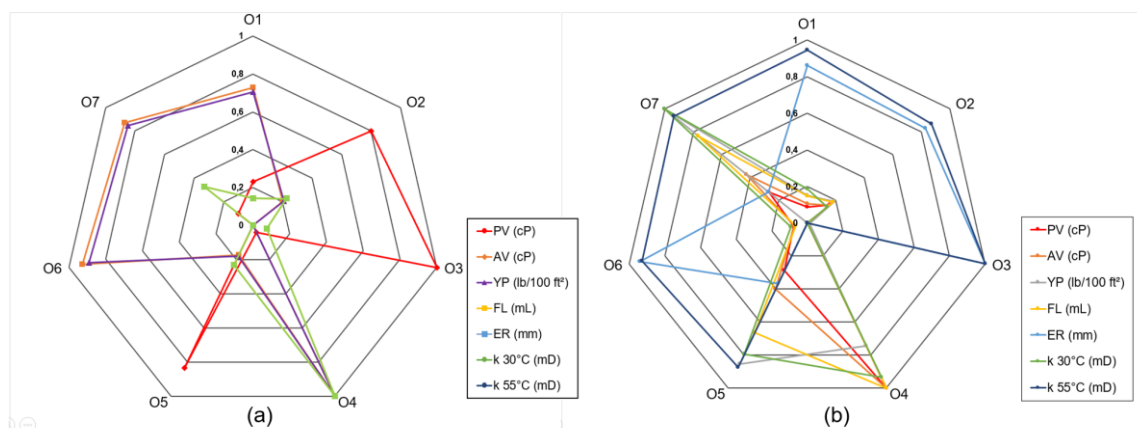 O1
1
0,8
0,6
0,4
0,2
0
O2
O3
O4
O5
O6
O7
PV (cP)
AV (cP)
YP (lb/100 ft²)
FL (mL)
ER (mm)
k 30°C (mD)
k 55°C (mD)
(a)
O1
1
0,8
0,6
0,4
0,2
0
O2
O3
O4
O5
O6
O7
PV (cP)
AV (cP)
YP (lb/100 ft²)
FL (mL)
ER (mm)
k 30°C (mD)
k 55°C (mD)
(b)